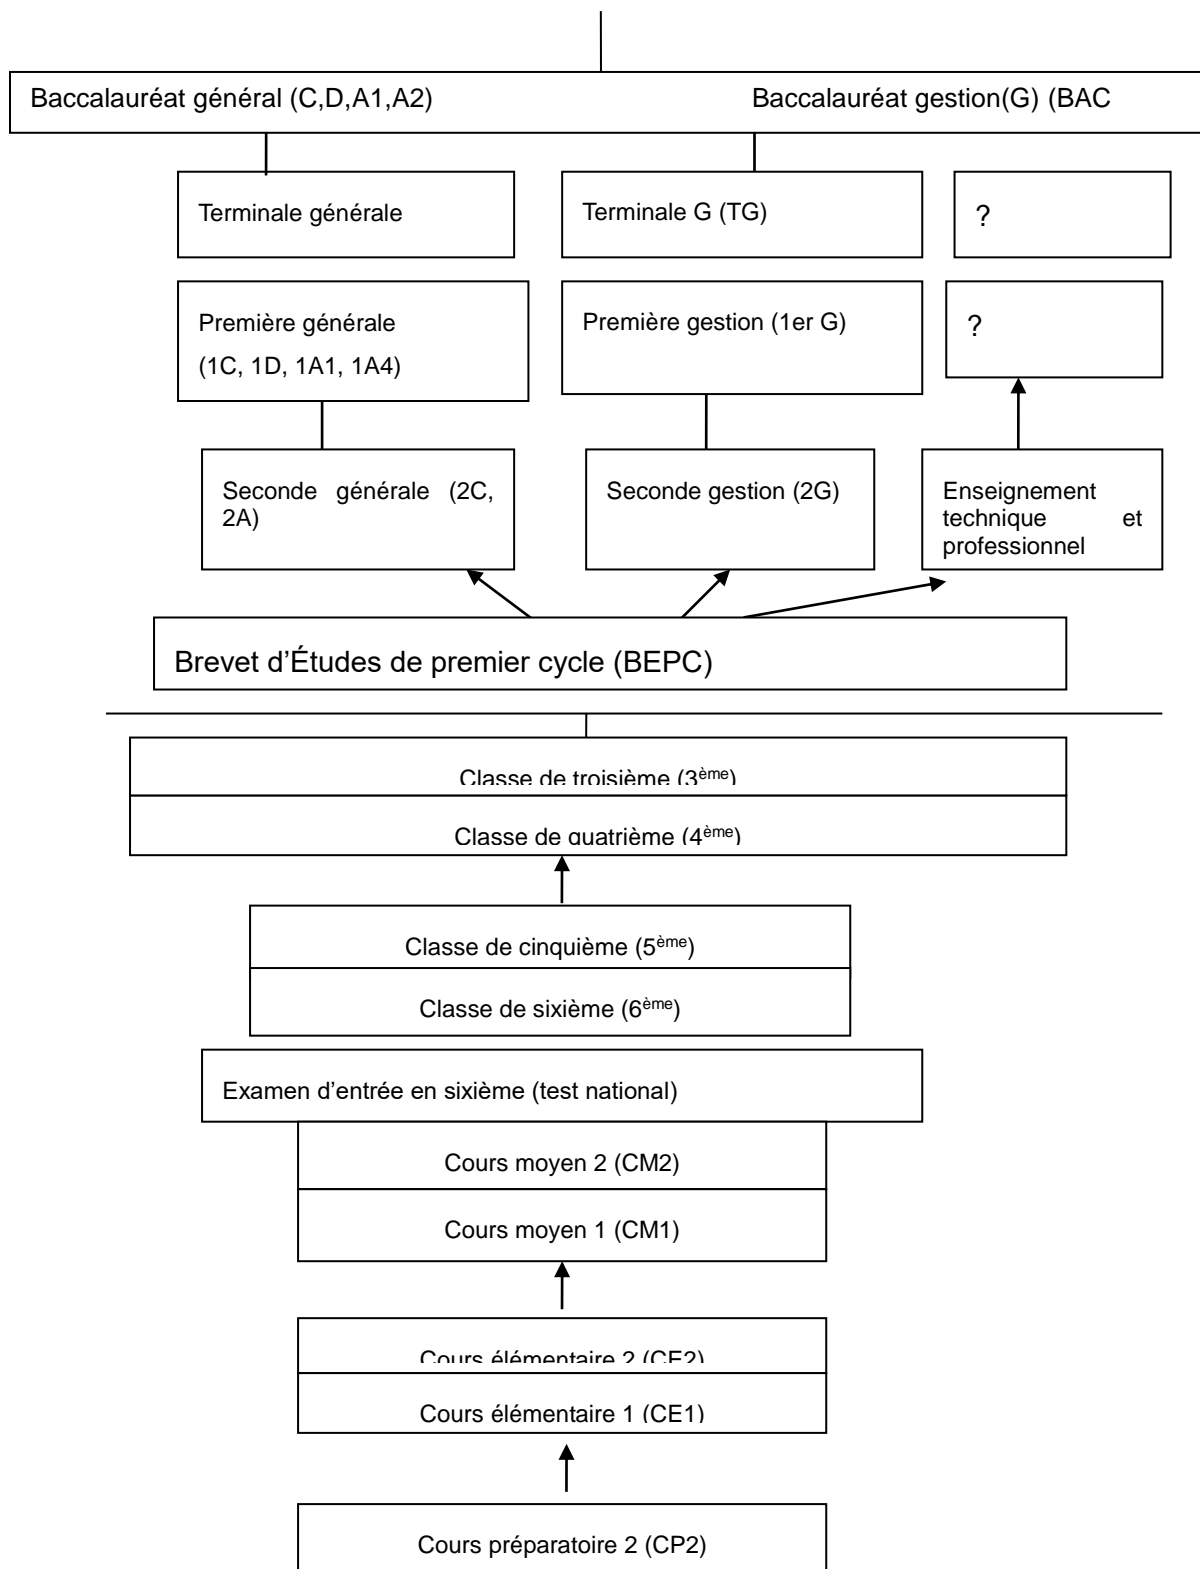 Baccalauréat général (C,D,A1,A2) Baccalauréat gestion(G) (BAC
Terminale générale
Terminale G (TG)
?
Première générale
(1C, 1D, 1A1, 1A4)
Première gestion (1er G)
?
Seconde générale (2C,
2A)
Seconde gestion (2G)
Enseignement
technique et
professionnel
Brevet d’Études de premier cycle (BEPC)
Classe de troisième (3ème)
Classe de quatrième (4ème)
Classe de cinquième (5ème)
Classe de sixième (6ème)
Examen d’entrée en sixième (test national)
Cours moyen 2 (CM2)
Cours moyen 1 (CM1)
Cours élémentaire 2 (CE2)
Cours élémentaire 1 (CE1)
Cours préparatoire 2 (CP2)